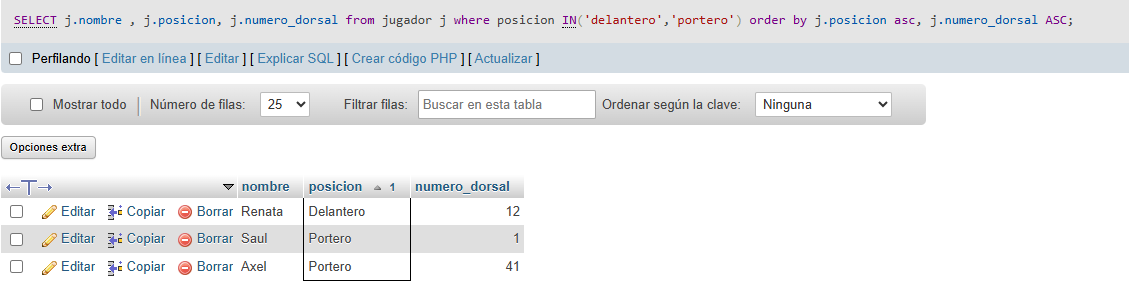 SELECT j.nombre , j.posicion, j.numero_dorsal from jugador j where posicion IN('delantero','portero') order by j.posicion asc, j.numero_dorsal ASC;
Perfilando [ Editar en línea ] [ Editar ] [ Explicar SQL ] [ Crear código PHP ] [ Actualizar ]
Mostrar todo Número de filas: 25 Filtrar filas: Buscar en esta tabla Ordenar según la clave: Ninguna
Opciones extra
nombre posicion 1 numero_dorsal
Editar Copiar Borrar Renata Delantero 12
Editar Copiar Borrar Saul Portero 1
Editar Copiar Borrar Axel Portero 41